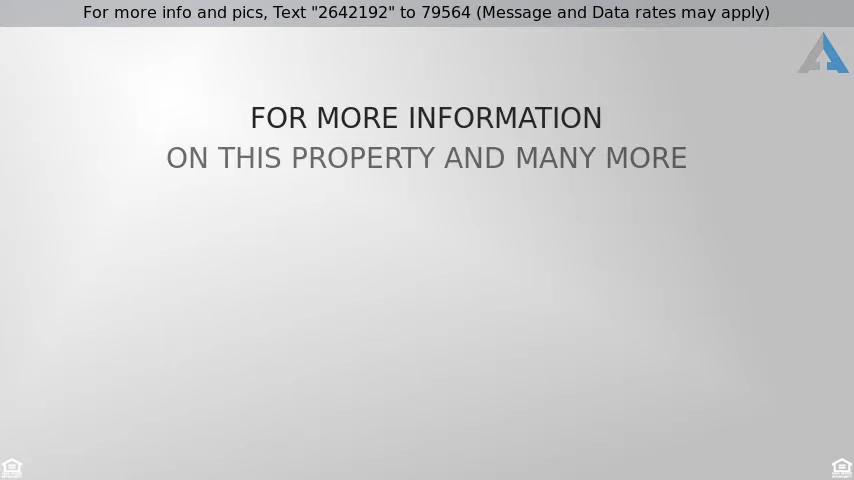 For more info and pics, Text "2642192" to 79564 (Message and Data rates may apply)
FOR MORE INFORMATION
ON THIS PROPERTY AND MANY MORE